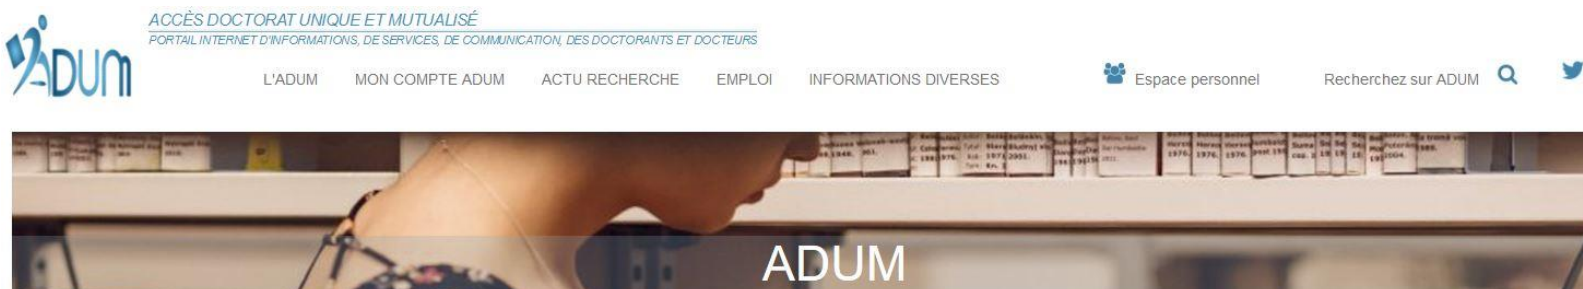 ACCÈS DOCTORAT UNIQUE ET MUTUALISÉ
PORTAIL INTERNET D'INFORMATIONS, DE SERVICES, DE COMMUNICATION, DES DOCTORANTS ET DOCTEURS
ADUM
L'ADUM MON COMPTE ADUM ACTU RECHERCHE EMPLOI INFORMATIONS DIVERSES Espace personnel Recherchez sur ADUM
ADUM